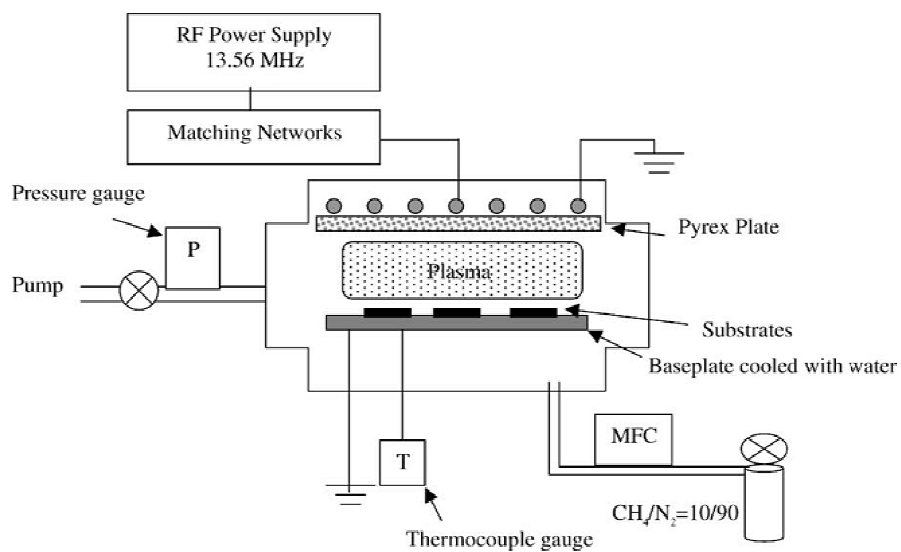 RF Power Supply
13.56 MHz
Matching Networks
Pressure gauge
P
Pyrex Plate
Plasma
Pump
Substrates
Baseplate cooled with water
MFC
T
CH₄/N₂=10/90
Thermocouple gauge